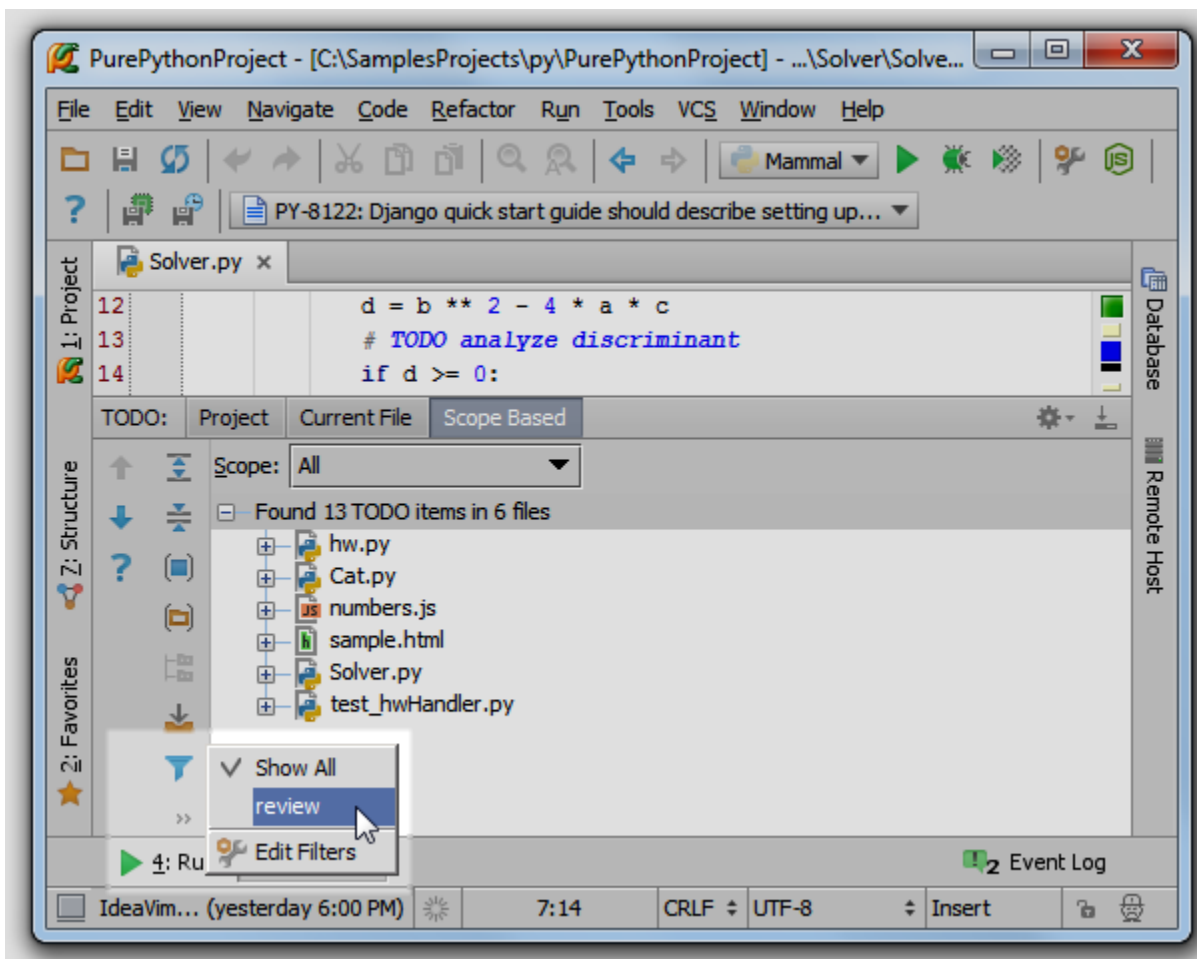 PurePythonProject - [C:\SamplesProjects\py\PurePythonProject] - ...\Solver\Solve...
File Edit View Navigate Code Refactor Run Tools VCS Window Help
Mammal
JS
? PY-8122: Django quick start guide should describe setting up...
1: Project
Solver.py ×
12 d = b ** 2 - 4 * a * c
13 # TODO analyze discriminant
14 if d >= 0:
Database
TODO: Project Current File Scope Based
Scope: All
Found 13 TODO items in 6 files
hw.py
Cat.py
JS numbers.js
h sample.html
Solver.py
test_hwHandler.py
?
Z: Structure
Remote Host
2: Favorites
Show All
review
>>
Edit Filters
4: Ru
2 Event Log
IdeaVim... (yesterday 6:00 PM) 7:14 CRLF UTF-8 Insert